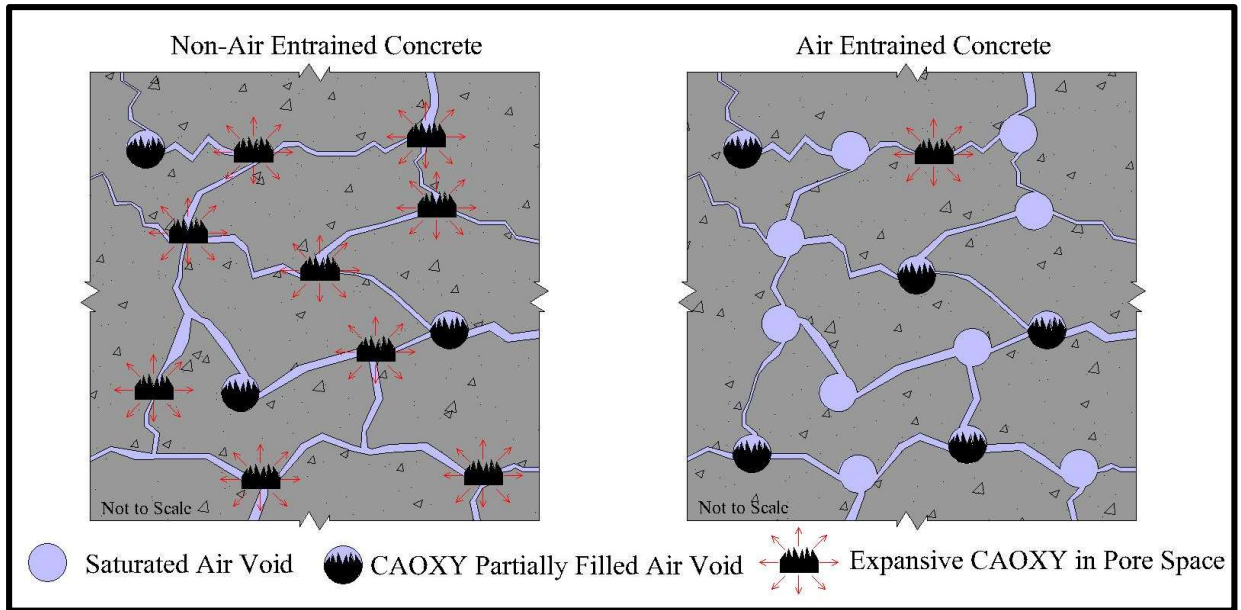 Non-Air Entrained Concrete
Air Entrained Concrete
Not to Scale
Not to Scale
Saturated Air Void
CAOXY Partially Filled Air Void
Expansive CAOXY in Pore Space